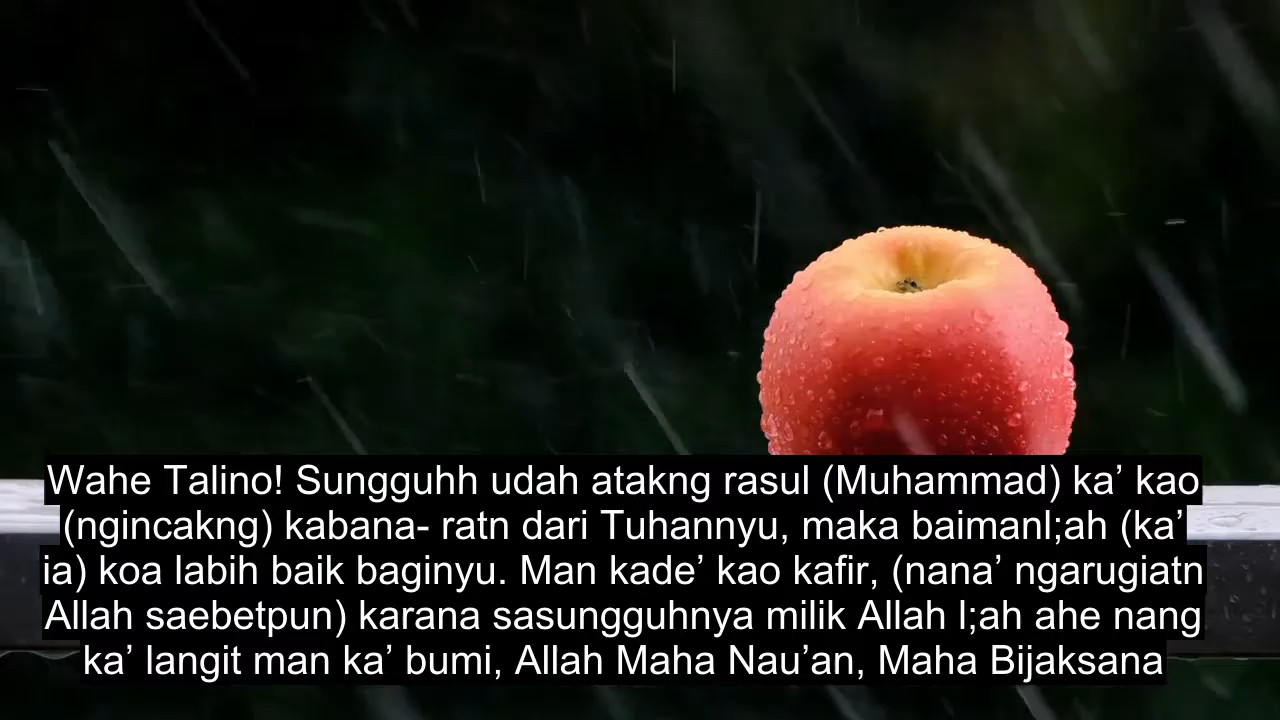 Wahe Talino! Sungguhh udah atakng rasul (Muhammad) ka’ kao
(ngincakng) kabana- ratn dari Tuhannyu, maka baimanl;ah (ka’
ia) koa labih baik baginyu. Man kade’ kao kafir, (nana’ ngarugiatn
Allah saebetpun) karana sasungguhnya milik Allah l;ah ahe nang
ka’ langit man ka’ bumi, Allah Maha Nau’an, Maha Bijaksana